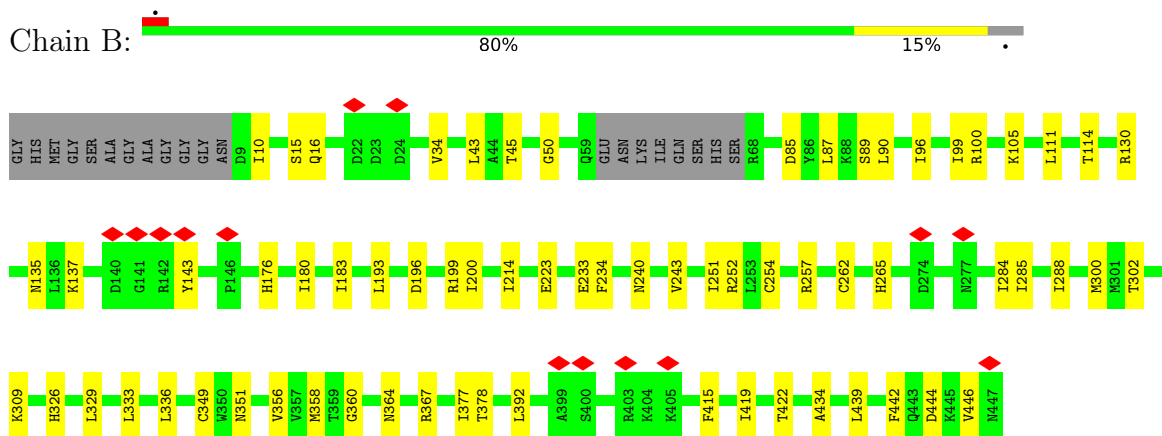 Chain B:
80% 15%
GLY HIS MET GLY SER ALA GLY ALA GLY GLY GLY ASN D9 I10 S15 Q16 D22 D23 D24 V34 L43 A44 T45 G50 Q59 GLU ASN LYS ILE GLN SER HIS SER R68 D85 Y86 L87 K88 S89 L90 I96 I99 R100 K105 L111 T114 R130
N135 L136 K137 D140 G141 R142 Y143 P146 H176 I180 I183 L193 D196 R199 I200 I214 E223 E233 F234 N240 V243 I251 R252 L253 C254 R257 C262 H265 D274 N277 I284 I285 I288 M300 M301 T302
K309 H326 L329 L333 L336 C349 W350 N351 V356 V357 M358 T359 G360 N364 R367 I377 T378 L392 A399 S400 R403 K404 K405 F415 I419 T422 A434 L439 F442 Q443 D444 K445 V446 N447